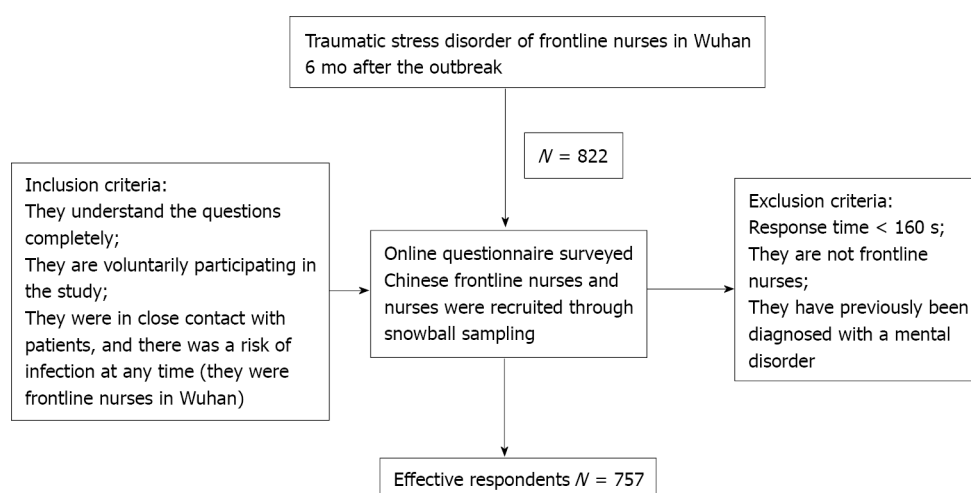 Traumatic stress disorder of frontline nurses in Wuhan
6 mo after the outbreak
N = 822
Inclusion criteria:
They understand the questions
completely;
They are voluntarily participating in
the study;
They were in close contact with
patients, and there was a risk of
infection at any time (they were
frontline nurses in Wuhan)
Online questionnaire surveyed
Chinese frontline nurses and
nurses were recruited through
snowball sampling
Exclusion criteria:
Response time < 160 s;
They are not frontline
nurses;
They have previously been
diagnosed with a mental
disorder
Effective respondents N = 757